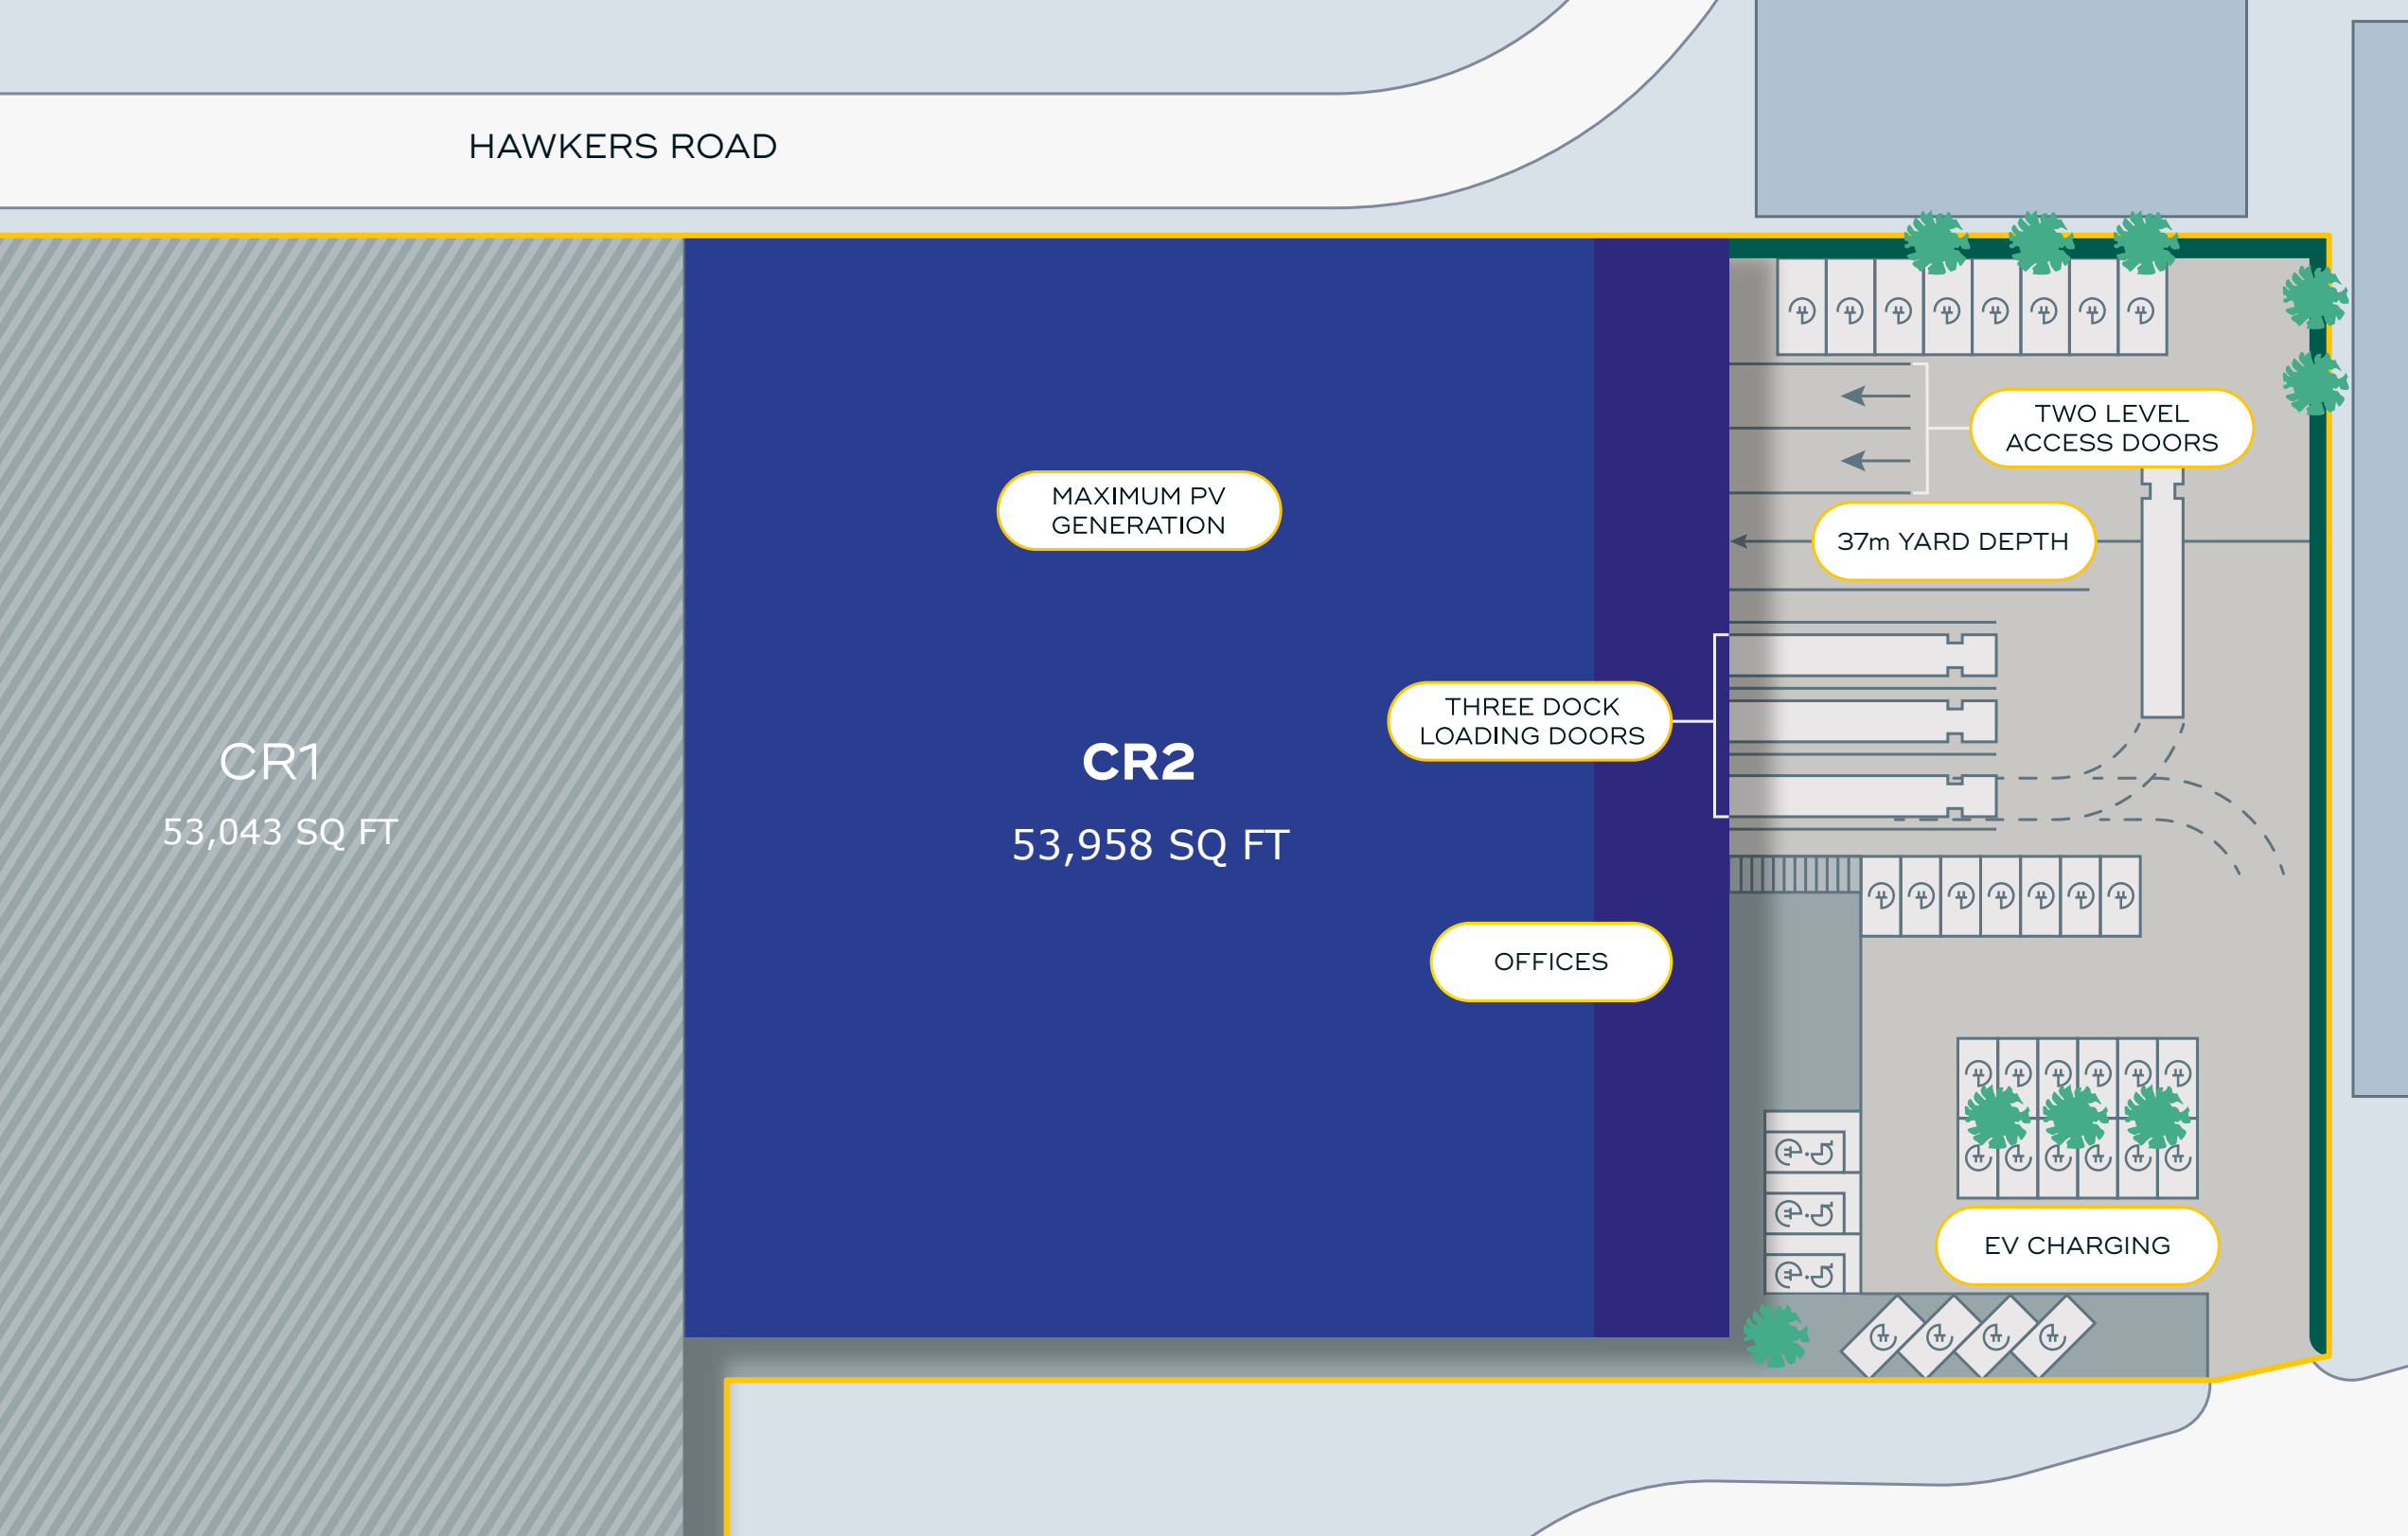 HAWKERS ROAD
TWO LEVEL
ACCESS DOORS
MAXIMUM PV
GENERATION
37m YARD DEPTH
THREE DOCK
LOADING DOORS
CR1
53,043 SQ FT
CR2
53,958 SQ FT
OFFICES
EV CHARGING